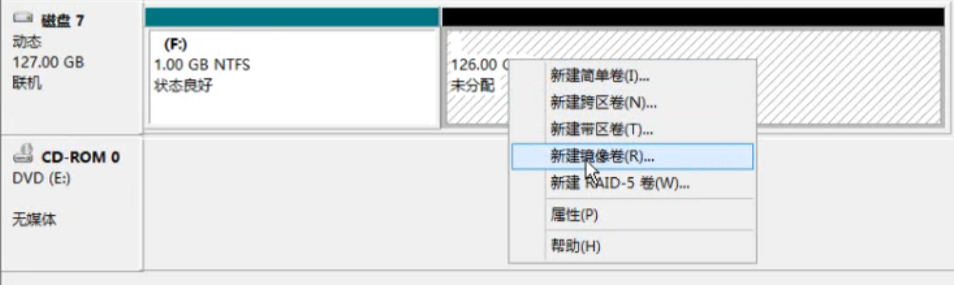 磁盘 7
动态
127.00 GB
联机
(F:)
1.00 GB NTFS
状态良好
126.00 G
未分配
新建简单卷(I)...
新建跨区卷(N)...
新建带区卷(T)...
新建镜像卷(R)...
新建 RAID-5 卷(W)...
属性(P)
帮助(H)
CD-ROM 0
DVD (E:)
无媒体